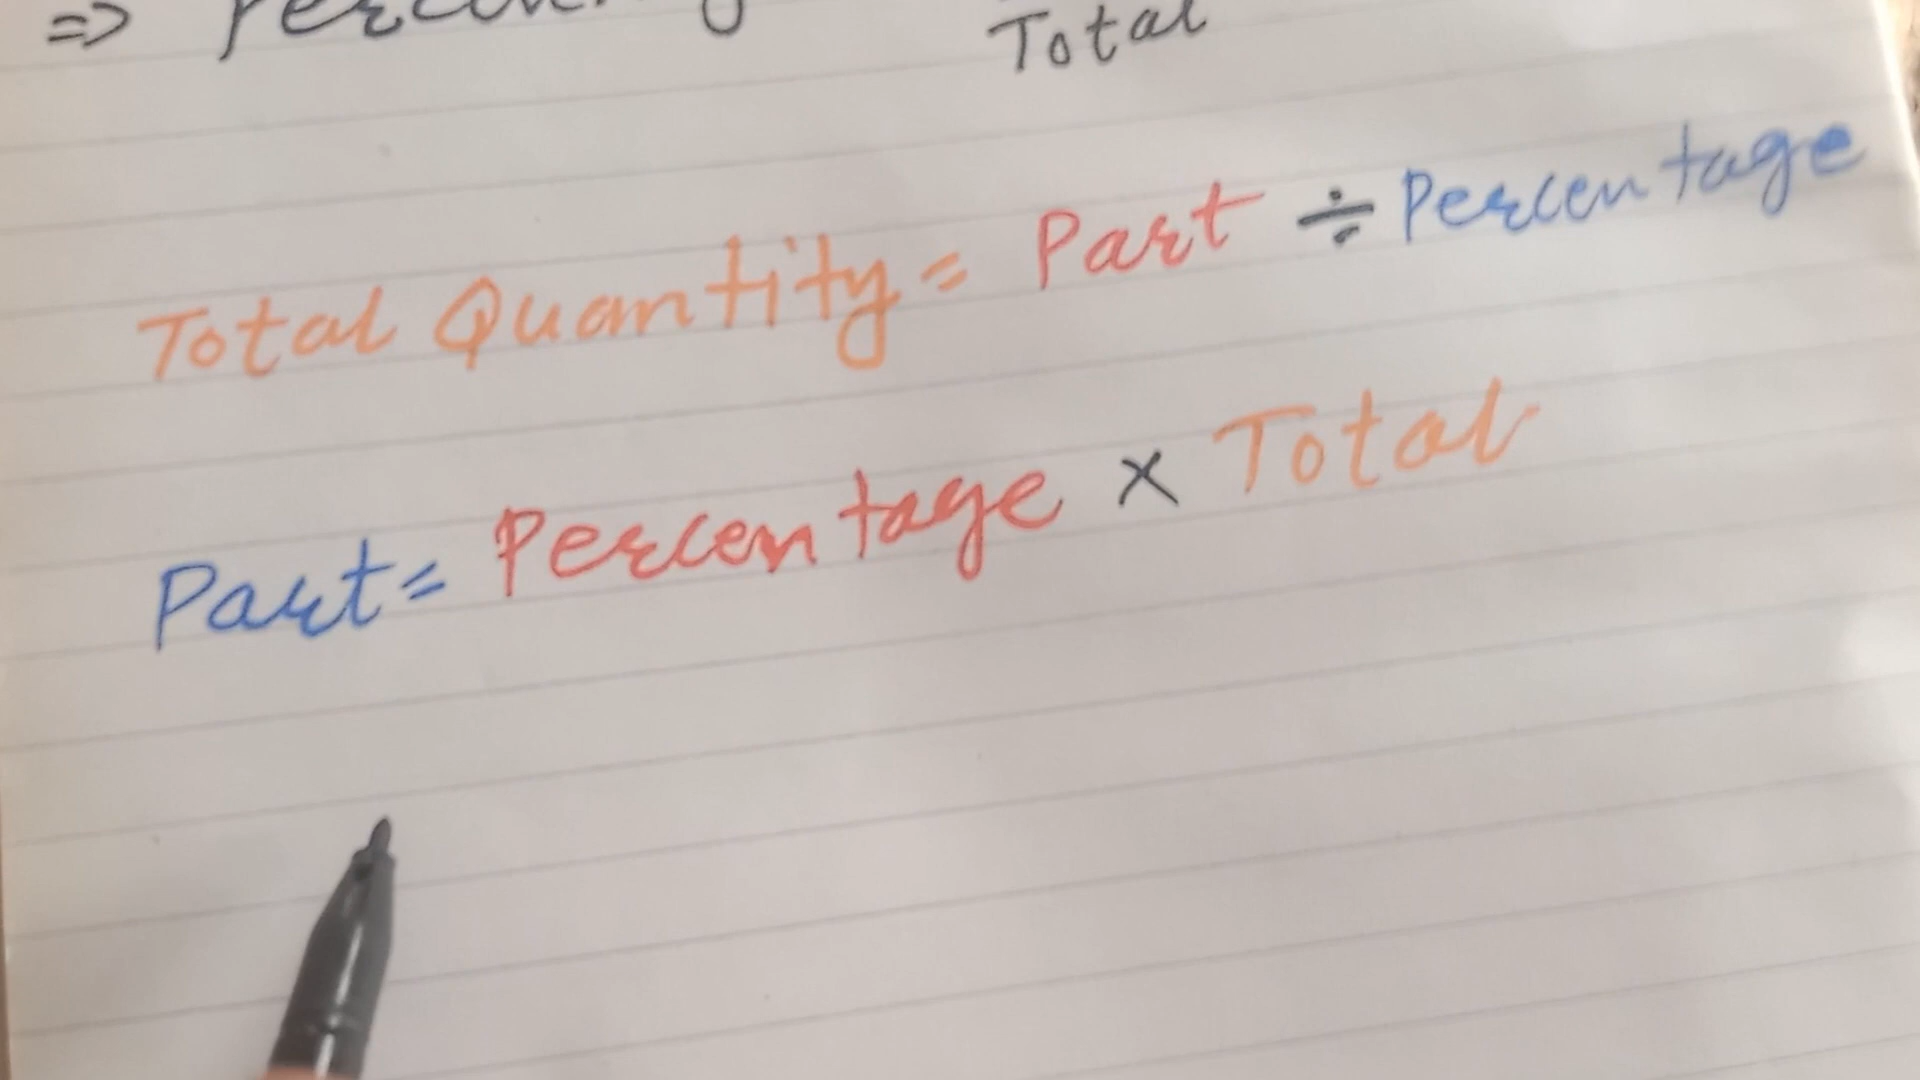 => Total
Total Quantity = Part ÷ Percentage
Part = Percentage × Total